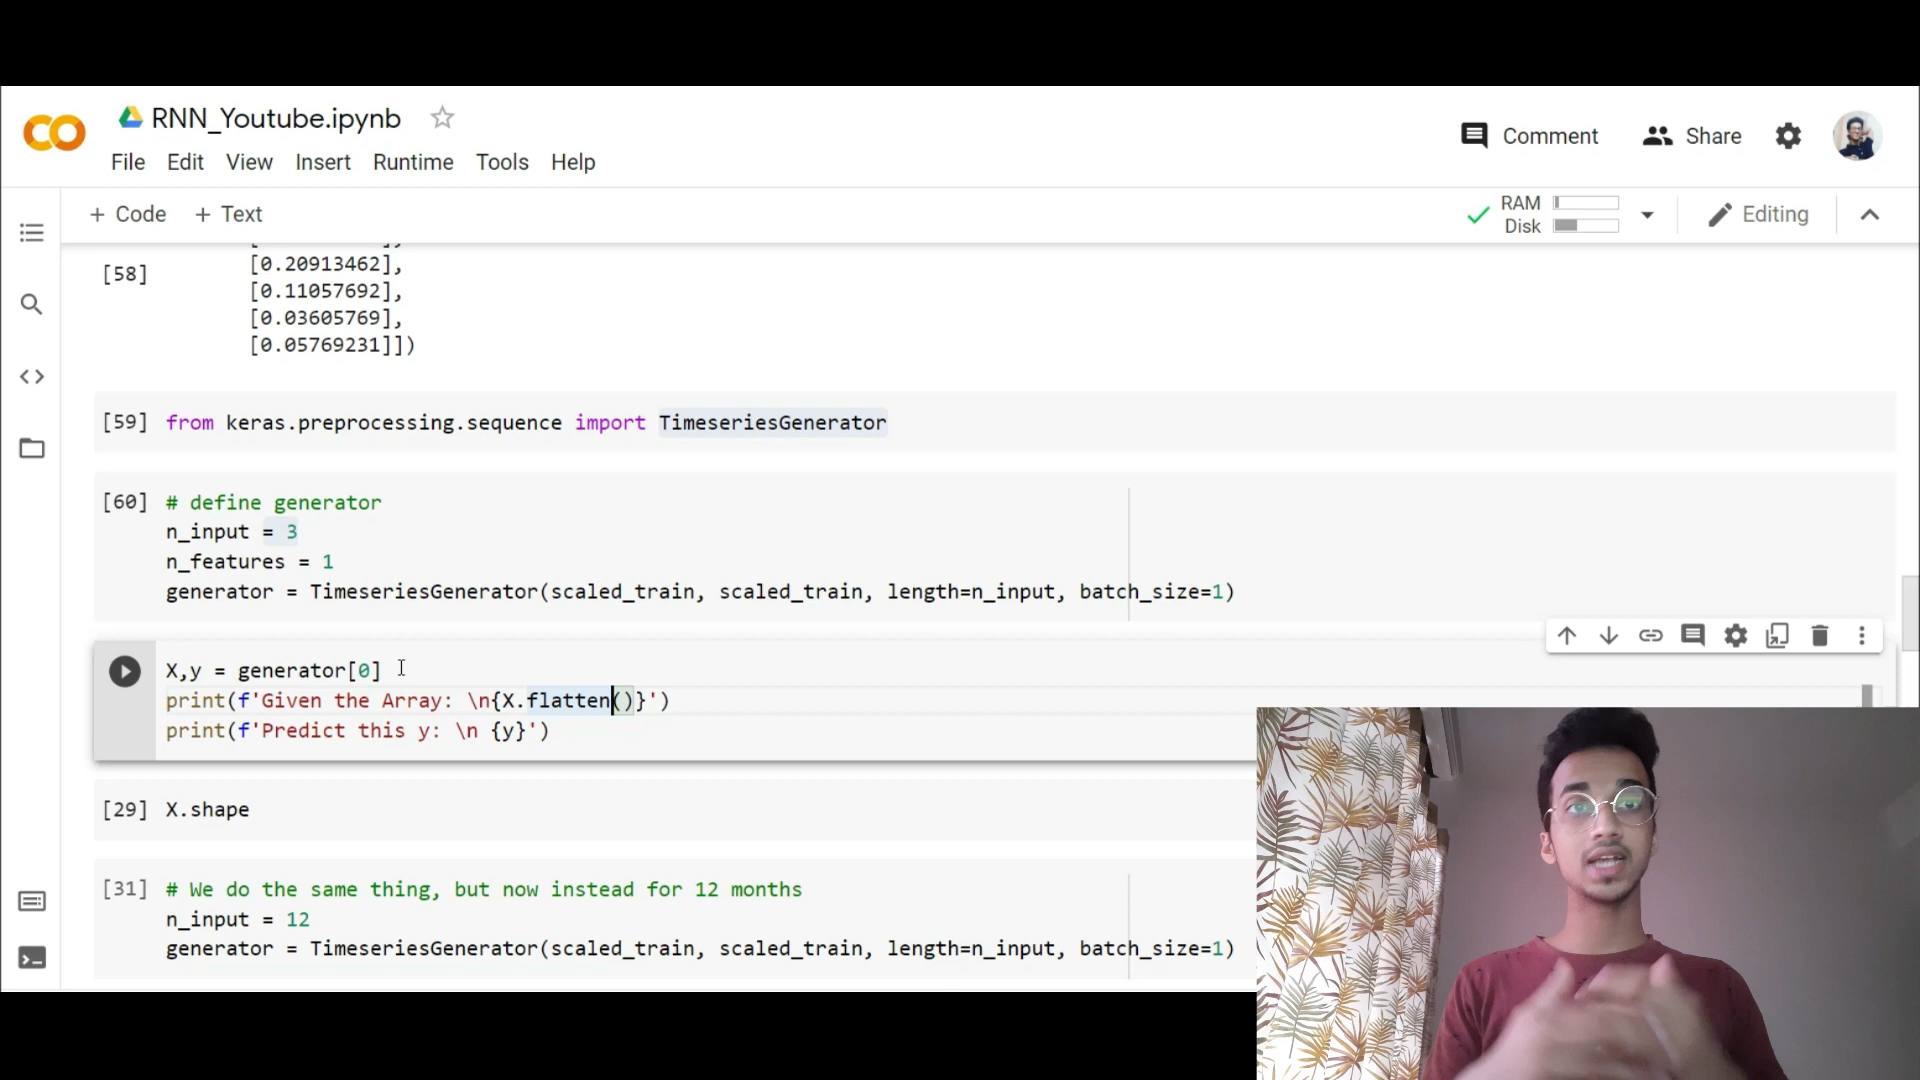 RNN_Youtube.ipynb
Comment
Share
File Edit View Insert Runtime Tools Help
+ Code + Text
RAM
Disk
Editing
[58]
[0.20913462],
[0.11057692],
[0.03605769],
[0.05769231]])
[59] from keras.preprocessing.sequence import TimeseriesGenerator
[60] # define generator
n_input = 3
n_features = 1
generator = TimeseriesGenerator(scaled_train, scaled_train, length=n_input, batch_size=1)
X,y = generator[0]
print(f'Given the Array: \n{X.flatten()}')
print(f'Predict this y: \n {y}')
[29] X.shape
[31] # We do the same thing, but now instead for 12 months
n_input = 12
generator = TimeseriesGenerator(scaled_train, scaled_train, length=n_input, batch_size=1)